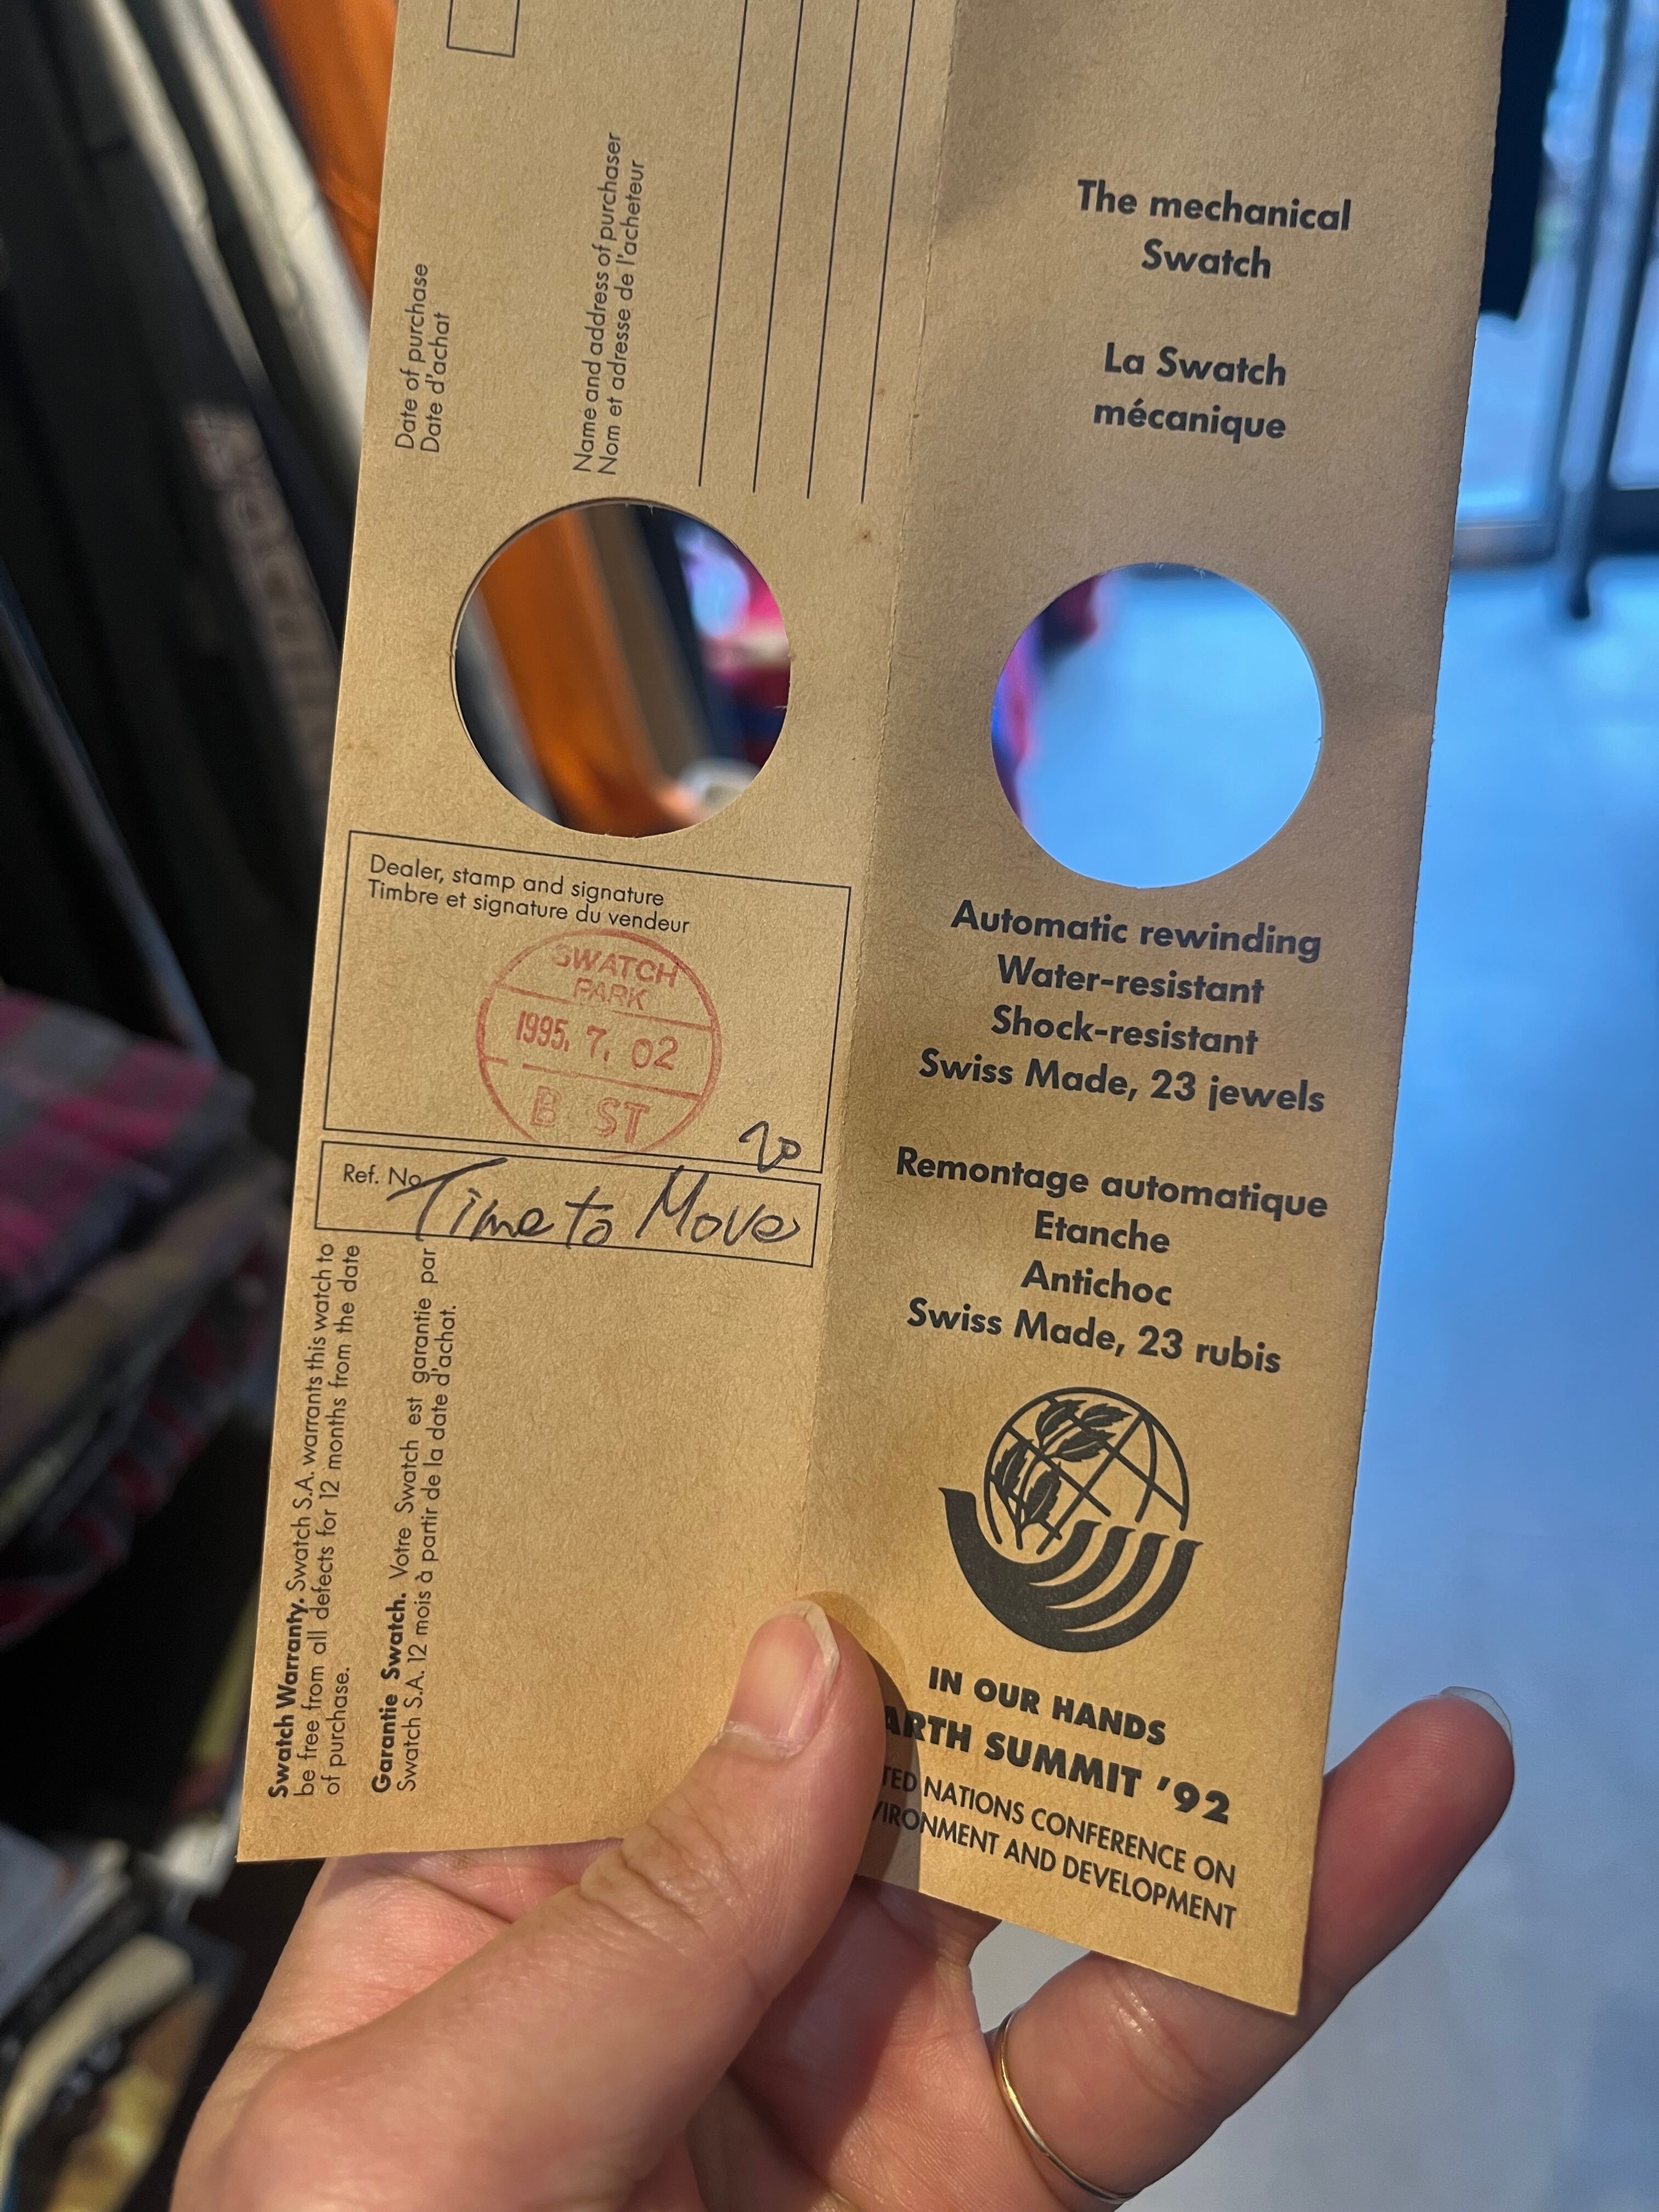 Date of purchase
Date d'achat
Name and address of purchaser
Nom et adresse de l'acheteur
Dealer, stamp and signature
Timbre et signature du vendeur
SWATCH
PARK
1995. 7. 02
B ST
Ref. No.
Time to Move
Swatch Warranty. Swatch S.A. warrants this watch to
be free from all defects for 12 months from the date
of purchase.
Garantie Swatch. Votre Swatch est garantie par
Swatch S.A. 12 mois à partir de la date d'achat.
The mechanical
Swatch
La Swatch
mécanique
Automatic rewinding
Water-resistant
Shock-resistant
Swiss Made, 23 jewels
Remontage automatique
Etanche
Antichoc
Swiss Made, 23 rubis
IN OUR HANDS
ARTH SUMMIT '92
TED NATIONS CONFERENCE ON
VIRONMENT AND DEVELOPMENT